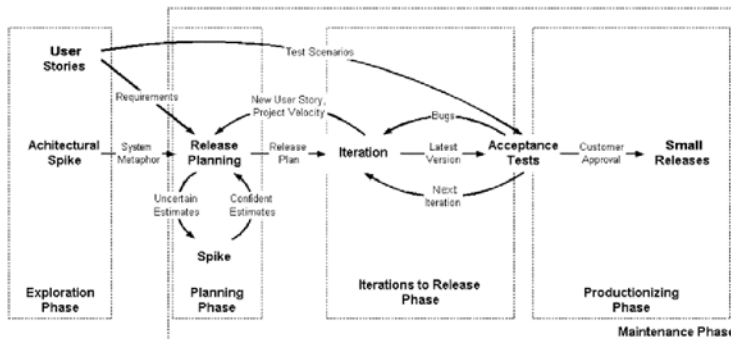 User
Stories
Test Scenarios
Requirements
New User Story,
Project Velocity
Bugs
Achitectural
Spike
System
Metaphor
Release
Planning
Release
Plan
Iteration
Latest
Version
Acceptance
Tests
Customer
Approval
Small
Releases
Uncertain
Estimates
Confident
Estimates
Next
Iteration
Spike
Exploration
Phase
Planning
Phase
Iterations to Release
Phase
Productionizing
Phase
Maintenance Phase